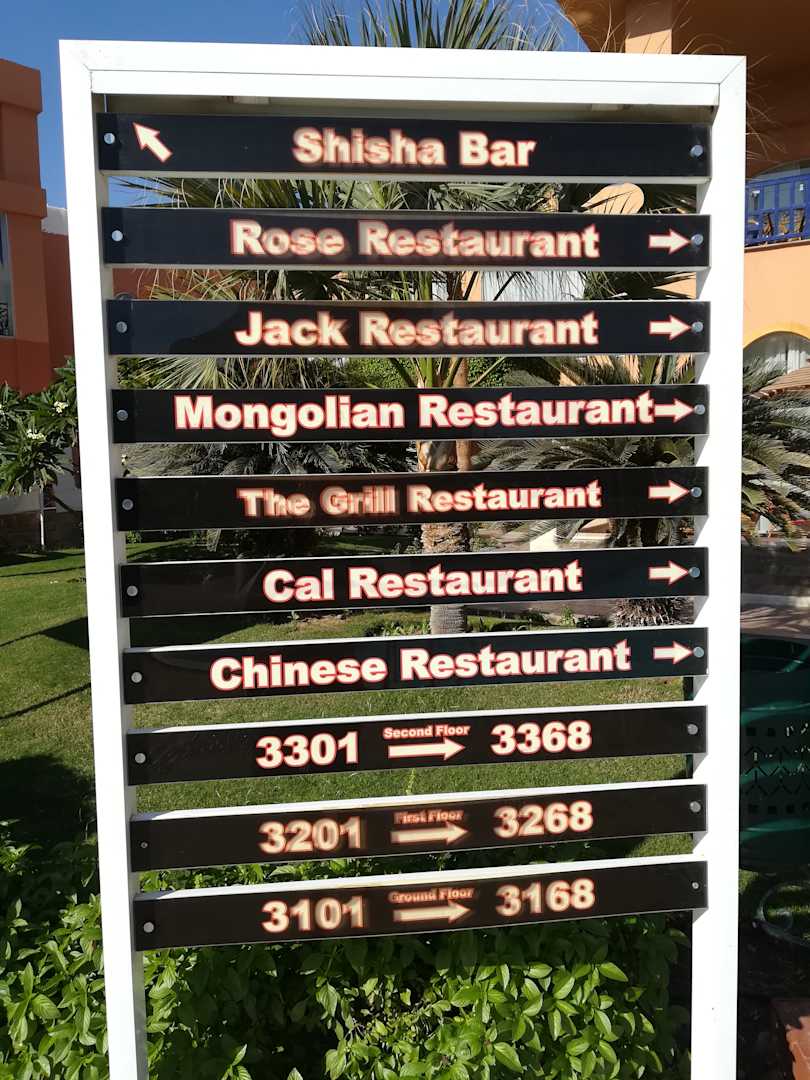 Shisha Bar
Rose Restaurant
Jack Restaurant
Mongolian Restaurant
The Grill Restaurant
Cal Restaurant
Chinese Restaurant
3301 Second Floor 3368
3201 First Floor 3268
3101 Ground Floor 3168